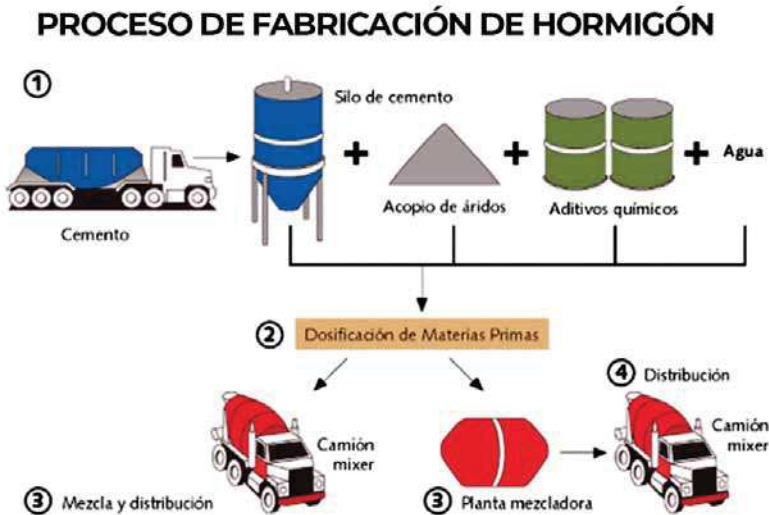 PROCESO DE FABRICACIÓN DE HORMIGÓN
1
Silo de cemento
Cemento
+
Acopio de áridos
+
Aditivos químicos
+
Agua
2 Dosificación de Materias Primas
Camión
mixer
3 Mezcla y distribución
3 Planta mezcladora
4 Distribución
Camión
mixer